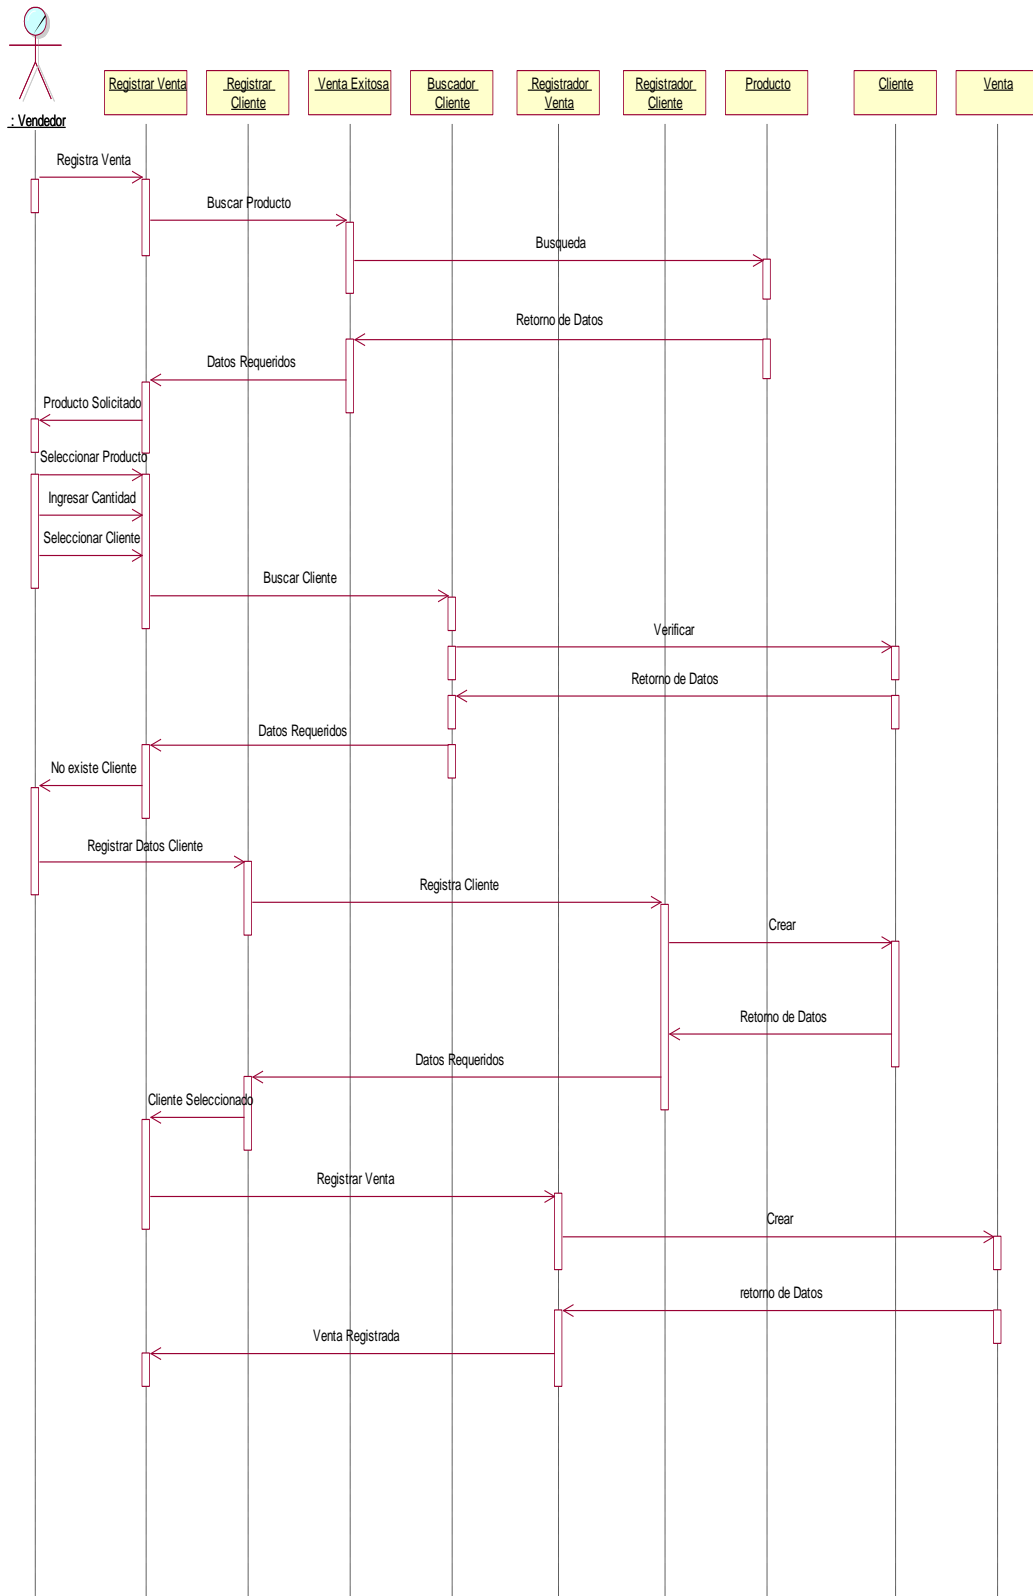 : Vendedor
Registrar Venta
Registrar
Cliente
Venta Exitosa
Buscador
Cliente
Registrador
Venta
Registrador
Cliente
Producto
Cliente
Venta
Registra Venta
Buscar Producto
Busqueda
Retorno de Datos
Datos Requeridos
Producto Solicitado
Seleccionar Producto
Ingresar Cantidad
Seleccionar Cliente
Buscar Cliente
Verificar
Retorno de Datos
Datos Requeridos
No existe Cliente
Registrar Datos Cliente
Registra Cliente
Crear
Retorno de Datos
Datos Requeridos
Cliente Seleccionado
Registrar Venta
Crear
retorno de Datos
Venta Registrada